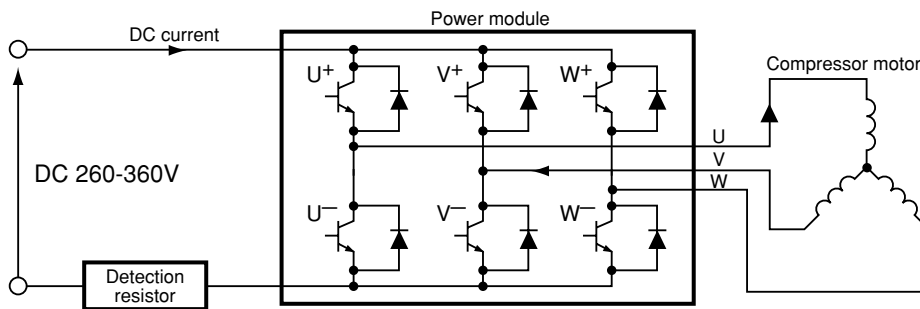 Power module
DC current
U+
V+
W+
Compressor motor
DC 260-360V
U
V
W
U—
V—
W—
Detection
resistor